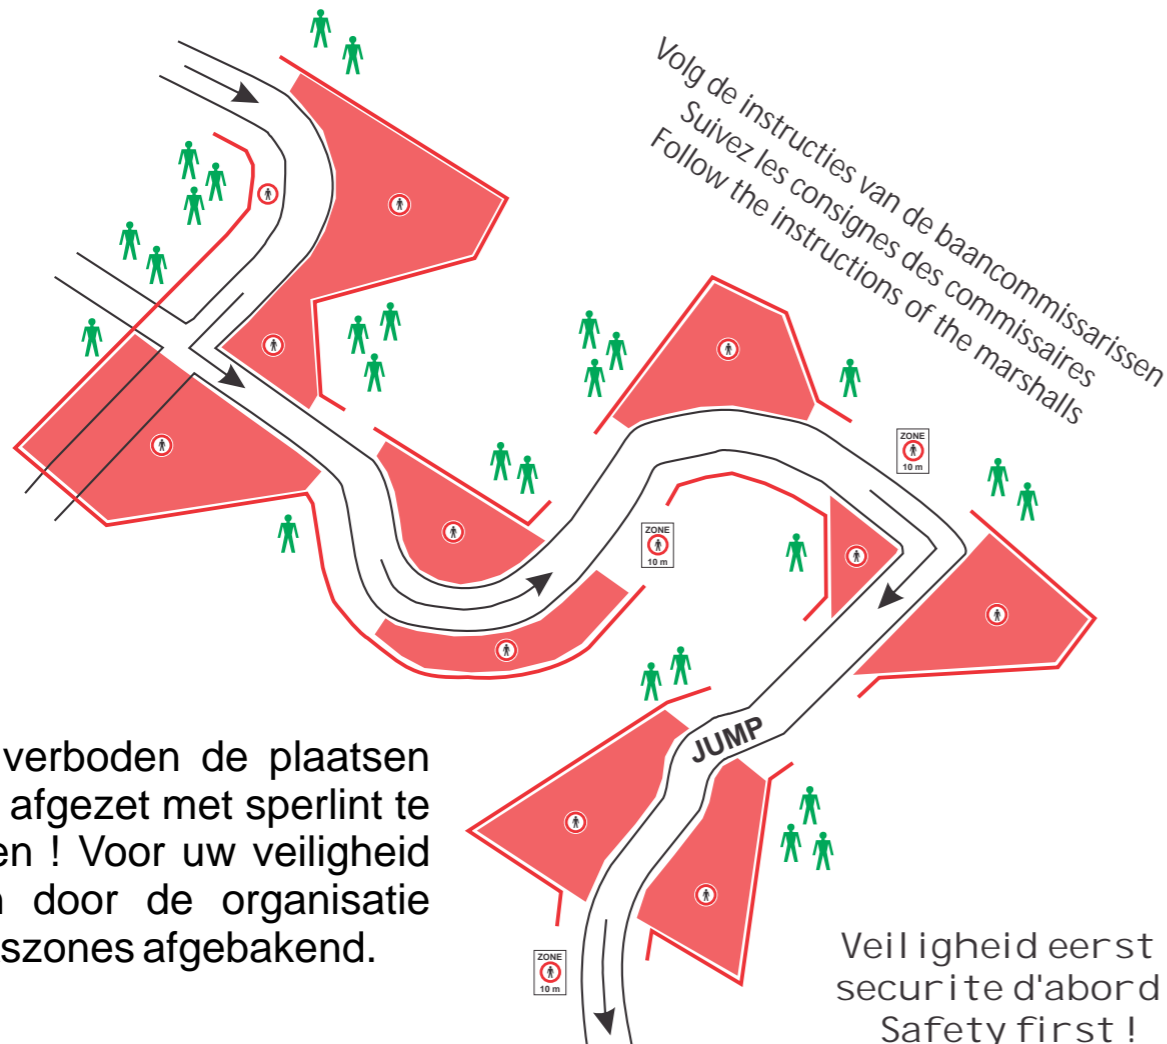 Volg de instructies van de baancommissarissen
Suivez les consignes des commissaires
Follow the instructions of the marshalls
ZONE
10 m
ZONE
10 m
JUMP
verboden de plaatsen
afgezet met sperlint te
en ! Voor uw veiligheid
door de organisatie
szones afgebakend.
ZONE
10 m
Veiligheid eerst
securite d'abord
Safety first !